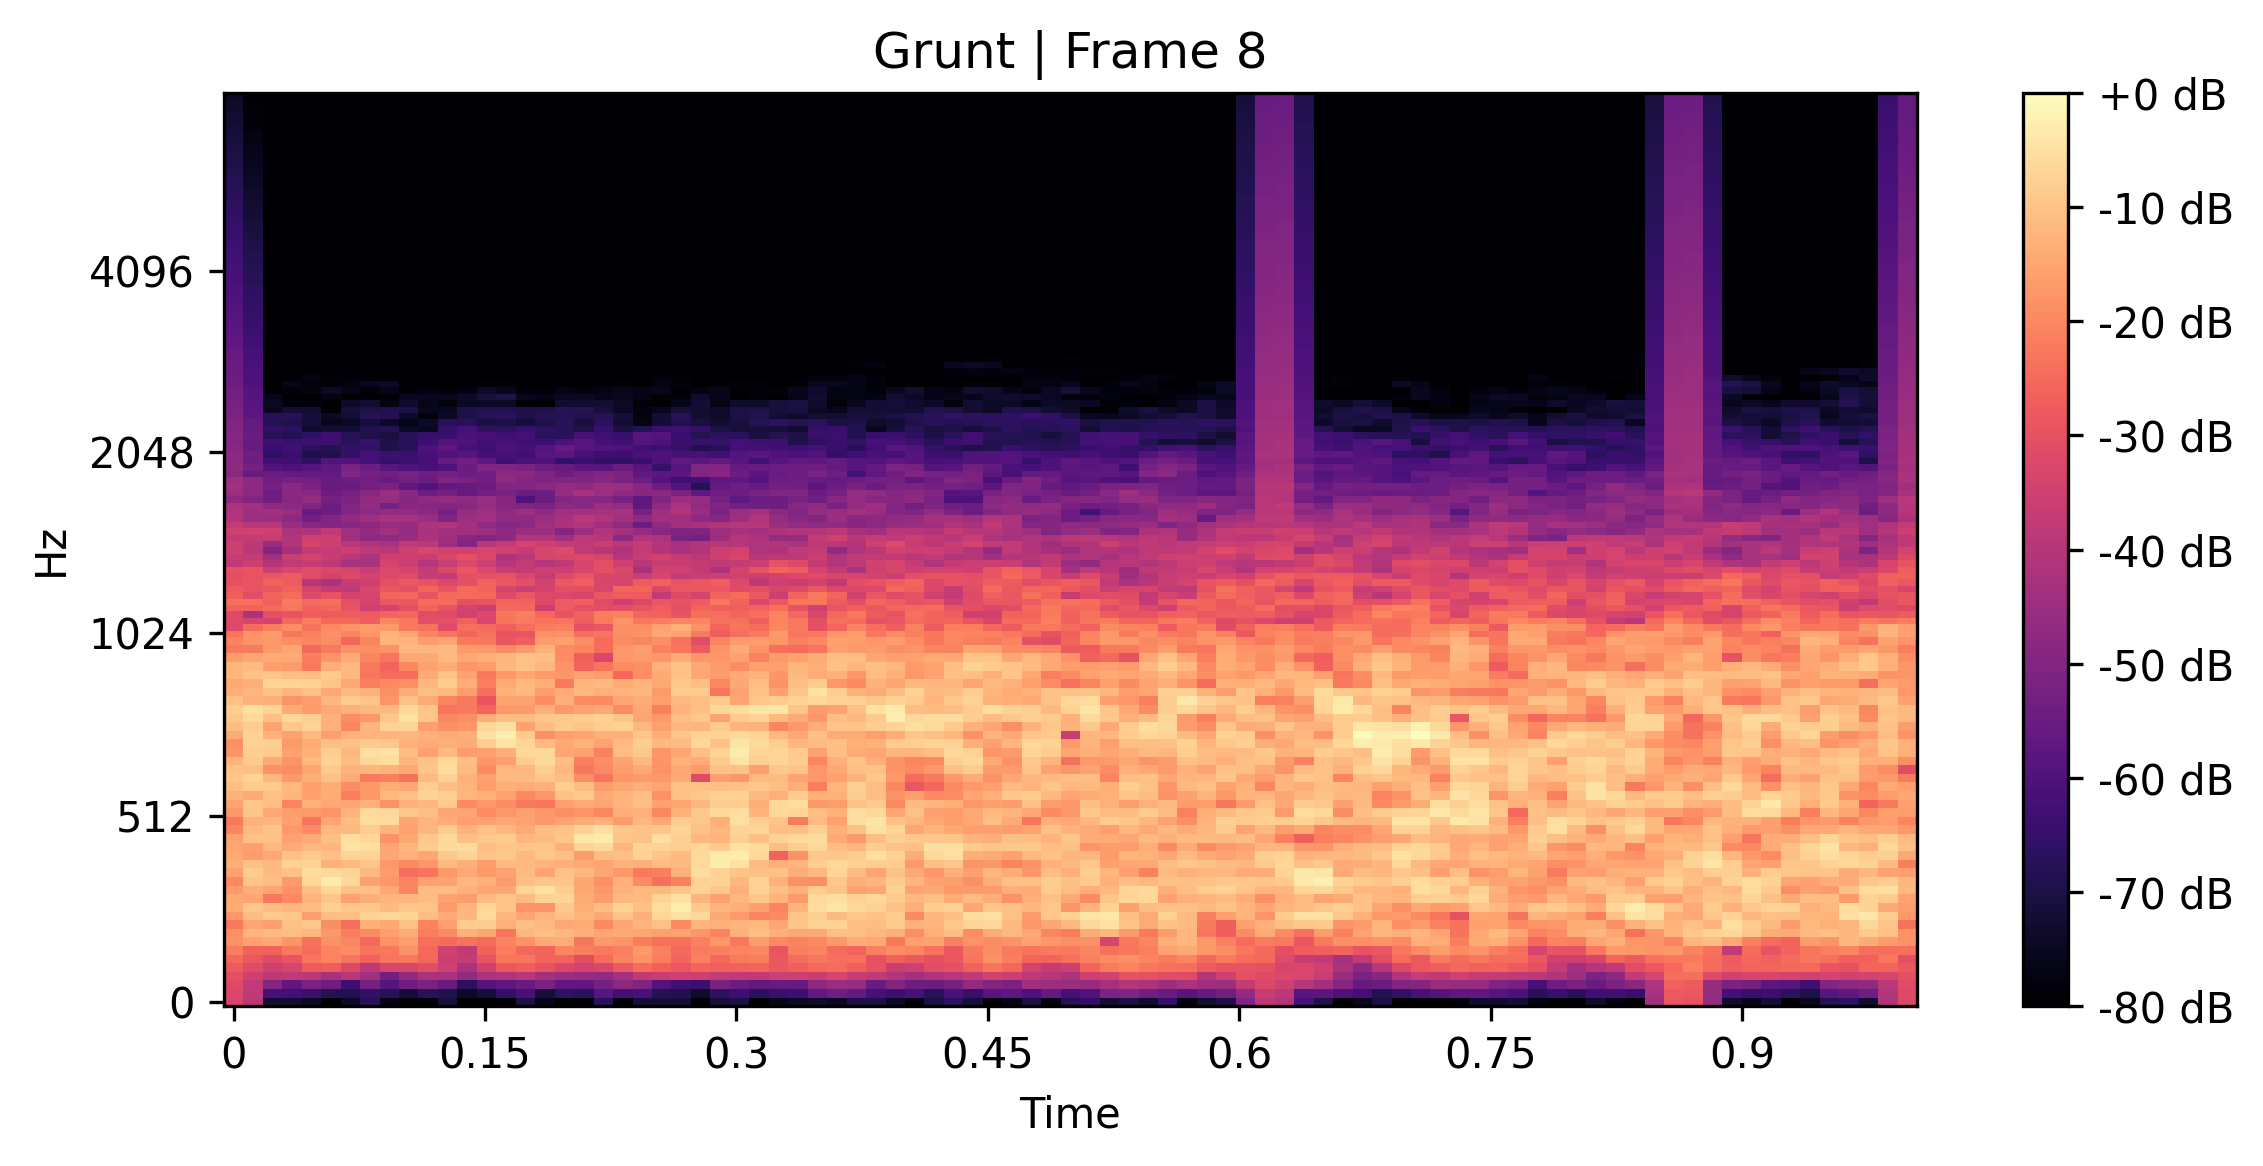 Grunt | Frame 8
Hz
4096
2048
1024
512
0
0 0.15 0.3 0.45 0.6 0.75 0.9
Time
+0 dB
-10 dB
-20 dB
-30 dB
-40 dB
-50 dB
-60 dB
-70 dB
-80 dB